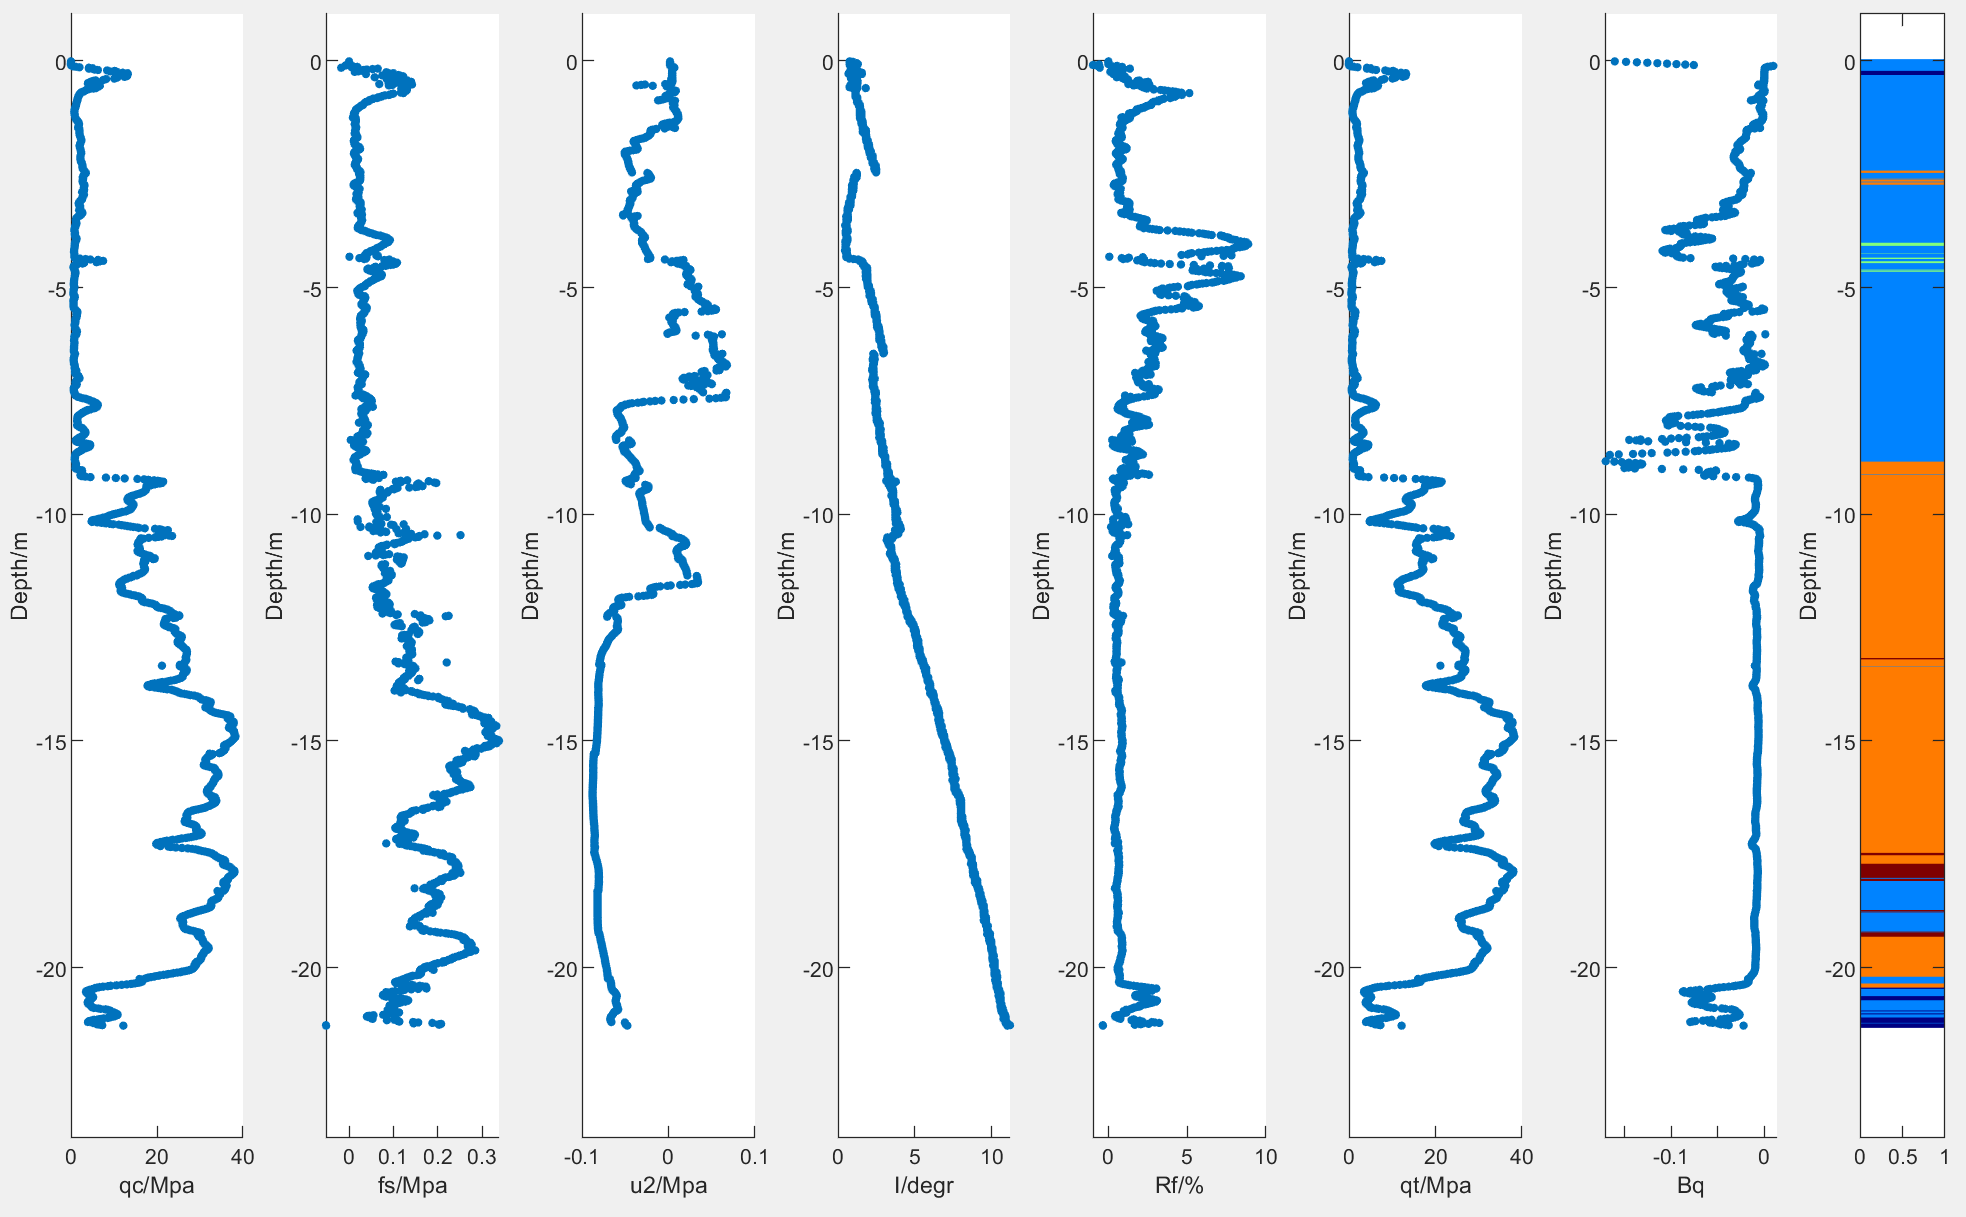 0
-5
-10
-15
-20
Depth/m
0 20 40
qc/Mpa
0
-5
-10
-15
-20
Depth/m
0 0.1 0.2 0.3
fs/Mpa
0
-5
-10
-15
-20
Depth/m
-0.1 0 0.1
u2/Mpa
0
-5
-10
-15
-20
Depth/m
0 5 10
I/degr
0
-5
-10
-15
-20
Depth/m
0 5 10
Rf/%
0
-5
-10
-15
-20
Depth/m
0 20 40
qt/Mpa
0
-5
-10
-15
-20
Depth/m
-0.1 0
Bq
0
-5
-10
-15
-20
Depth/m
0 0.5 1